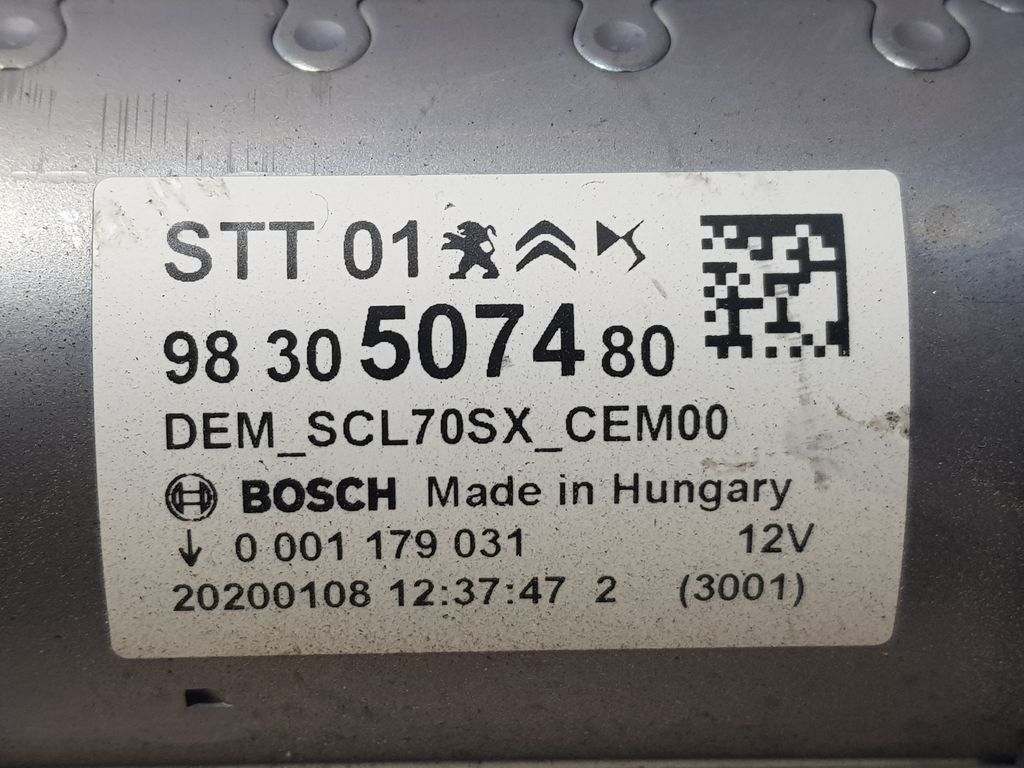 STT 01
98 30 5074 80
DEM_SCL70SX_CEM00
BOSCH Made in Hungary
↓ 0 001 179 031 12V
20200108 12:37:47 2 (3001)